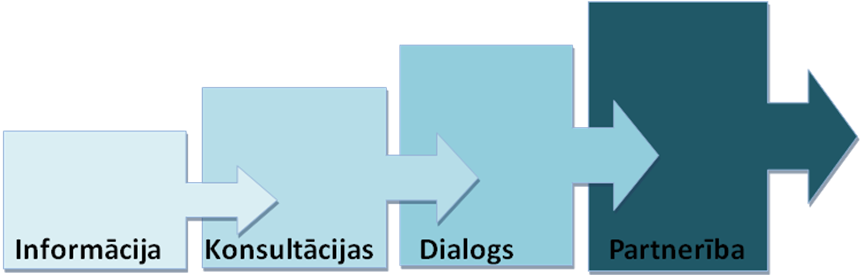 Informācija
Konsultācijas
Dialogs
Partnerība